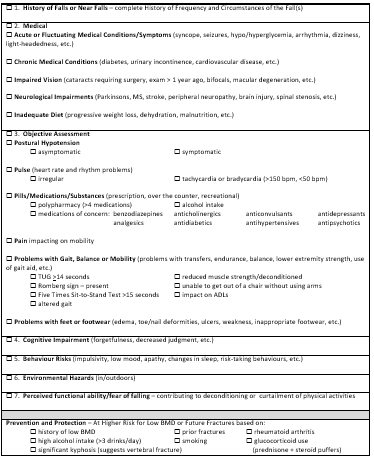 ☐ 1. History of Falls or Near Falls – complete History of Frequency and Circumstances of the Fall(s)
☐ 2. Medical
☐ Acute or Fluctuating Medical Conditions/Symptoms (syncope, seizures, hypo/hyperglycemia, arrhythmia, dizziness,
light-headedness, etc.)
☐ Chronic Medical Conditions (diabetes, urinary incontinence, cardiovascular disease, etc.)
☐ Impaired Vision (cataracts requiring surgery, exam > 1 year ago, bifocals, macular degeneration, etc.)
☐ Neurological Impairments (Parkinsons, MS, stroke, peripheral neuropathy, brain injury, spinal stenosis, etc.)
☐ Inadequate Diet (progressive weight loss, dehydration, malnutrition, etc.)
☐ 3. Objective Assessment
☐ Postural Hypotension
☐ asymptomatic ☐ symptomatic
☐ Pulse (heart rate and rhythm problems)
☐ irregular ☐ tachycardia or bradycardia (>150 bpm, <50 bpm)
☐ Pills/Medications/Substances (prescription, over the counter, recreational)
☐ polypharmacy (>4 medications) ☐ alcohol intake
☐ medications of concern: benzodiazepines anticholinergics anticonvulsants antidepressants
analgesics antidiabetics antihypertensives antipsychotics
☐ Pain impacting on mobility
☐ Problems with Gait, Balance or Mobility (problems with transfers, endurance, balance, lower extremity strength, use
of gait aid, etc.)
☐ TUG >14 seconds ☐ reduced muscle strength/deconditioned
☐ Romberg sign – present ☐ unable to get out of a chair without using arms
☐ Five Times Sit-to-Stand Test >15 seconds ☐ impact on ADLs
☐ altered gait
☐ Problems with feet or footwear (edema, toe/nail deformities, ulcers, weakness, inappropriate footwear, etc.)
☐ 4. Cognitive Impairment (forgetfulness, decreased judgment, etc.)
☐ 5. Behaviour Risks (impulsivity, low mood, apathy, changes in sleep, risk-taking behaviours, etc.)
☐ 6. Environmental Hazards (in/outdoors)
☐ 7. Perceived functional ability/fear of falling – contributing to deconditioning or curtailment of physical activities
Prevention and Protection – At Higher Risk for Low BMD or Future Fractures based on:
☐ history of low BMD ☐ prior fractures ☐ rheumatoid arthritis
☐ high alcohol intake (>3 drinks/day) ☐ smoking ☐ glucocorticoid use
☐ significant kyphosis (suggests vertebral fracture) (prednisone = steroid puffers)